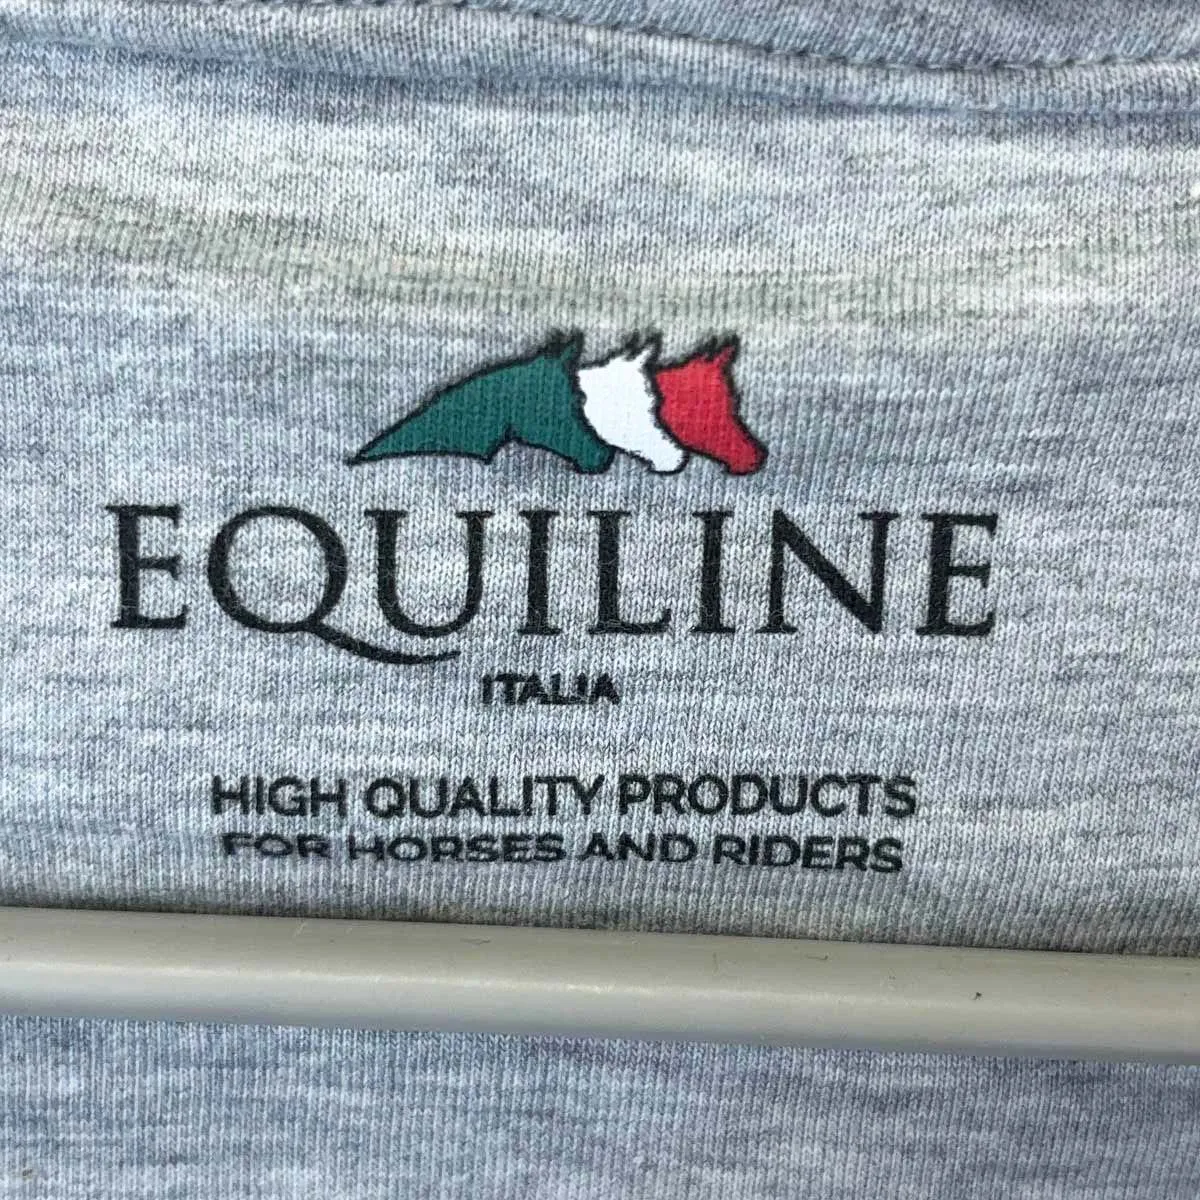 EQUILINE
ITALIA
HIGH QUALITY PRODUCTS
FOR HORSES AND RIDERS